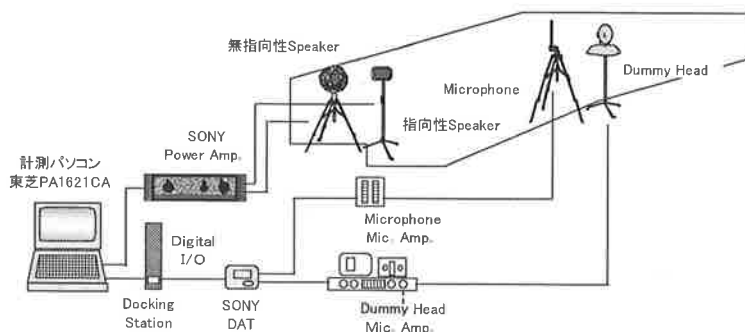 無指向性Speaker
Microphone
Dummy Head
指向性Speaker
SONY
Power Amp.
計測パソコン
東芝PA1621CA
Digital
I/O
Microphone
Mic. Amp.
Docking
Station
SONY
DAT
Dummy Head
Mic. Amp.